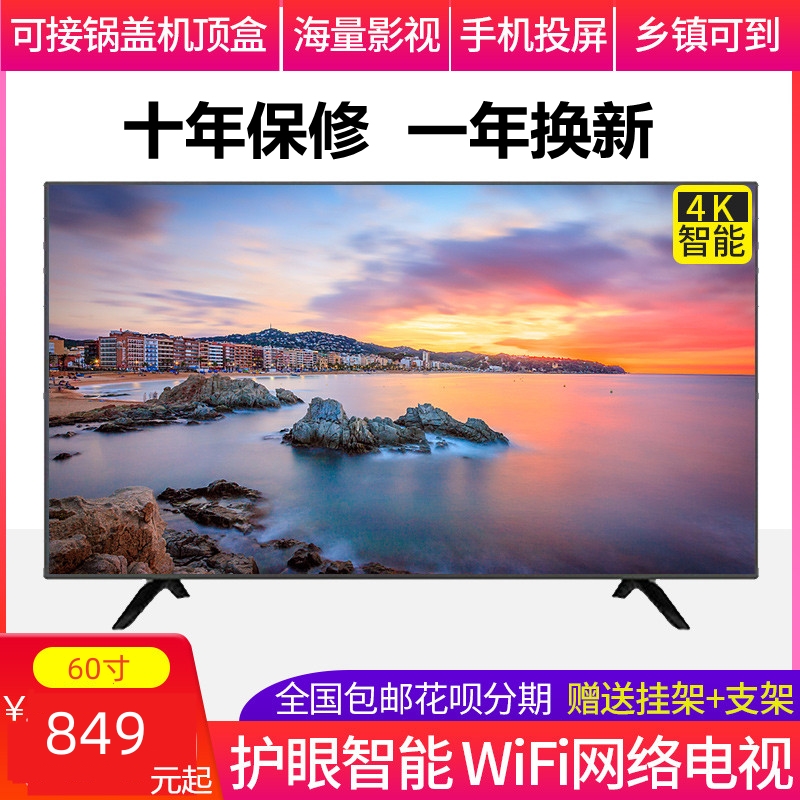 可接锅盖机顶盒 海量影视 手机投屏 乡镇可到
十年保修 一年换新
4K
智能
60寸
¥
849
元起
全国包邮花呗分期 赠送挂架+支架
护眼智能 WiFi网络电视